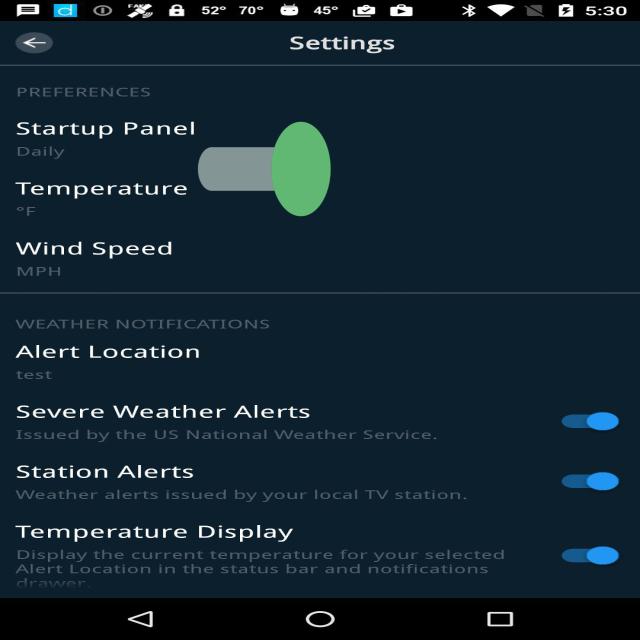 52° 70° 45° 5:30
Settings
PREFERENCES
Startup Panel
Daily
Temperature
°F
Wind Speed
MPH
WEATHER NOTIFICATIONS
Alert Location
test
Severe Weather Alerts
Issued by the US National Weather Service.
Station Alerts
Weather alerts issued by your local TV station.
Temperature Display
Display the current temperature for your selected
Alert Location in the status bar and notifications
drawer.